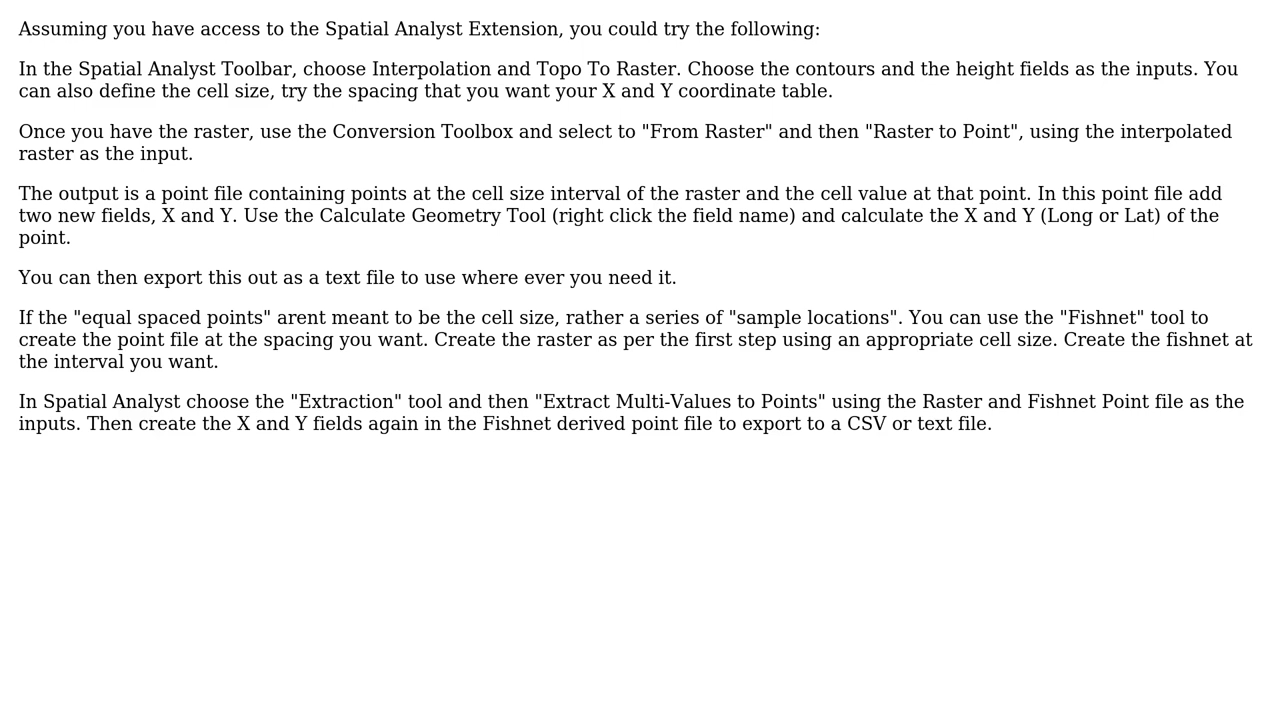 Assuming you have access to the Spatial Analyst Extension, you could try the following:
In the Spatial Analyst Toolbar, choose Interpolation and Topo To Raster. Choose the contours and the height fields as the inputs. You
can also define the cell size, try the spacing that you want your X and Y coordinate table.
Once you have the raster, use the Conversion Toolbox and select to "From Raster" and then "Raster to Point", using the interpolated
raster as the input.
The output is a point file containing points at the cell size interval of the raster and the cell value at that point. In this point file add
two new fields, X and Y. Use the Calculate Geometry Tool (right click the field name) and calculate the X and Y (Long or Lat) of the
point.
You can then export this out as a text file to use where ever you need it.
If the "equal spaced points" arent meant to be the cell size, rather a series of "sample locations". You can use the "Fishnet" tool to
create the point file at the spacing you want. Create the raster as per the first step using an appropriate cell size. Create the fishnet at
the interval you want.
In Spatial Analyst choose the "Extraction" tool and then "Extract Multi-Values to Points" using the Raster and Fishnet Point file as the
inputs. Then create the X and Y fields again in the Fishnet derived point file to export to a CSV or text file.